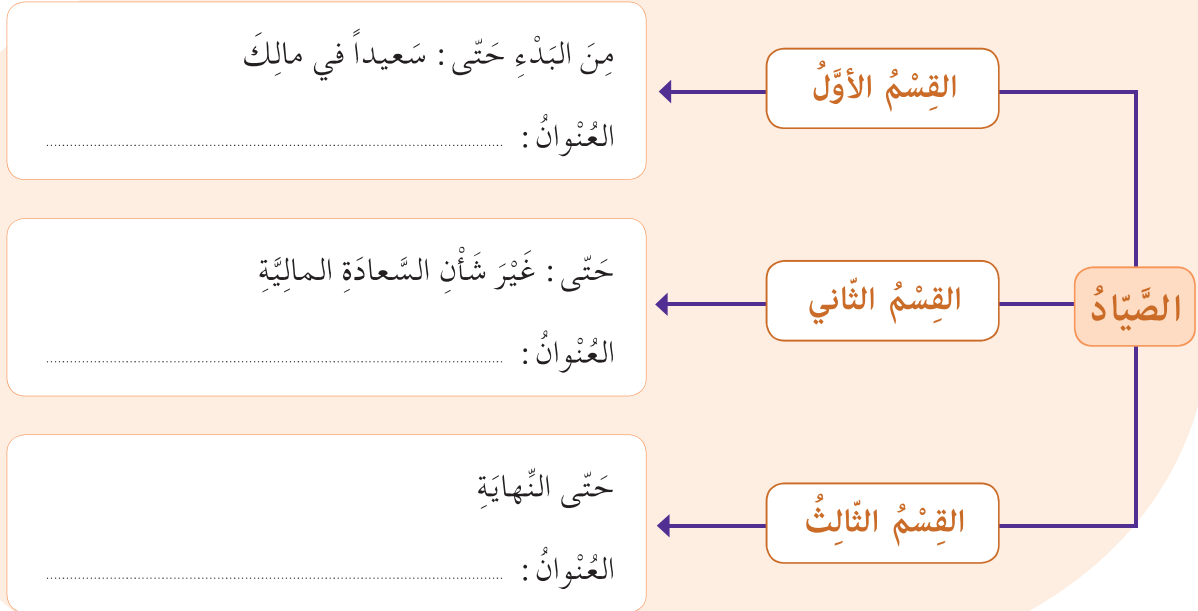 الصَّيّادُ
القِسْمُ الأوَّلُ
مِنَ البَدْءِ حَتّى: سَعيداً في مالِكَ
العُنْوانُ: ........................................
القِسْمُ الثّاني
حَتّى: غَيْرَ شَأْنِ السَّعادَةِ المالِيَّةِ
العُنْوانُ: ........................................
القِسْمُ الثّالِثُ
حَتّى النِّهايَةِ
العُنْوانُ: ........................................